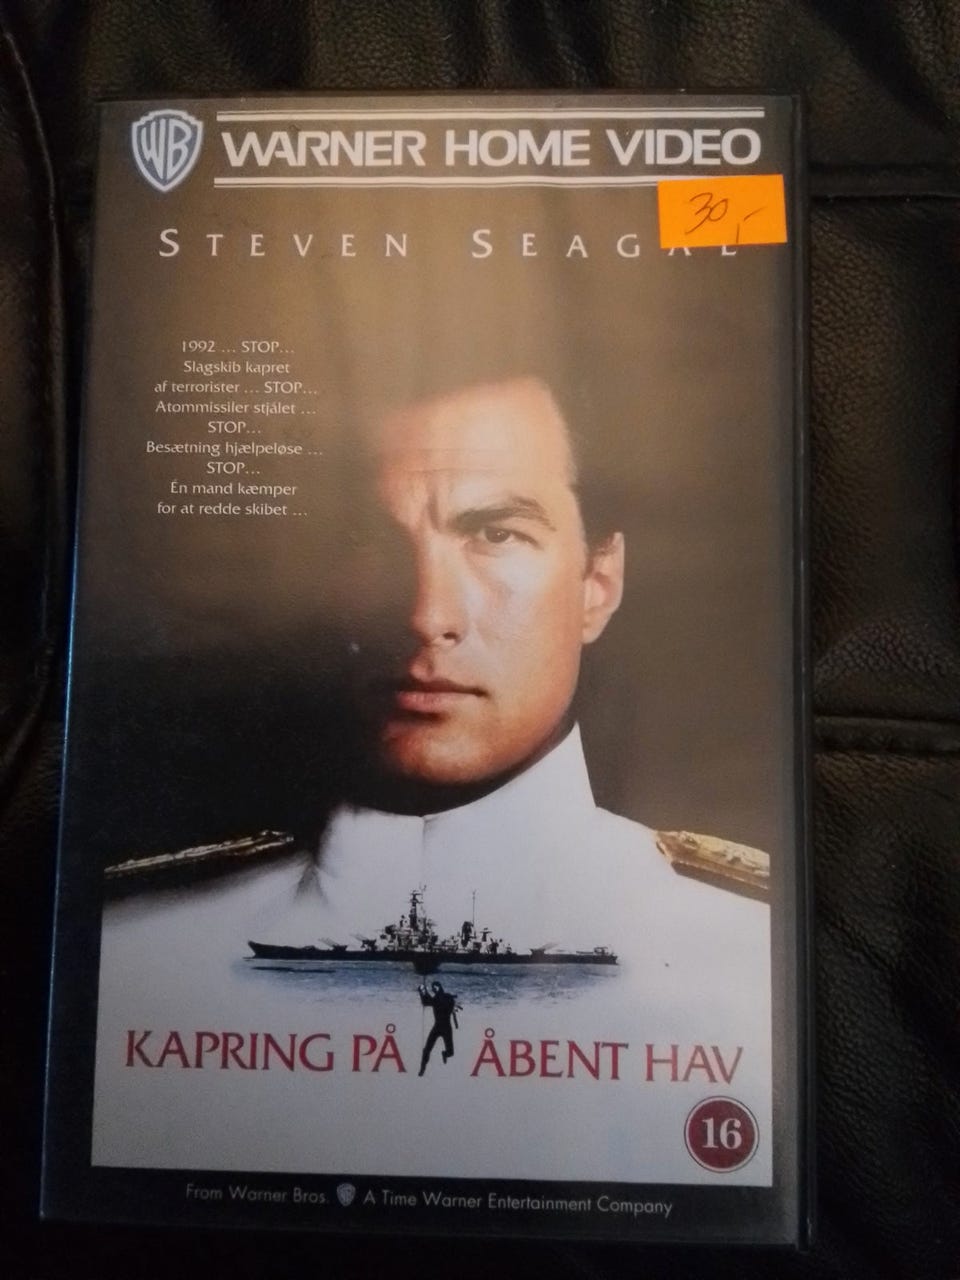 WB WARNER HOME VIDEO
30,-
STEVEN SEAGAL
1992 ... STOP...
Slagskib kapret
af terrorister ... STOP...
Atommissiler stjålet ...
STOP...
Besætning hjælpeløse ...
STOP...
Én mand kæmper
for at redde skibet ...
KAPRING PÅ ÅBENT HAV
16
From Warner Bros. WB A Time Warner Entertainment Company